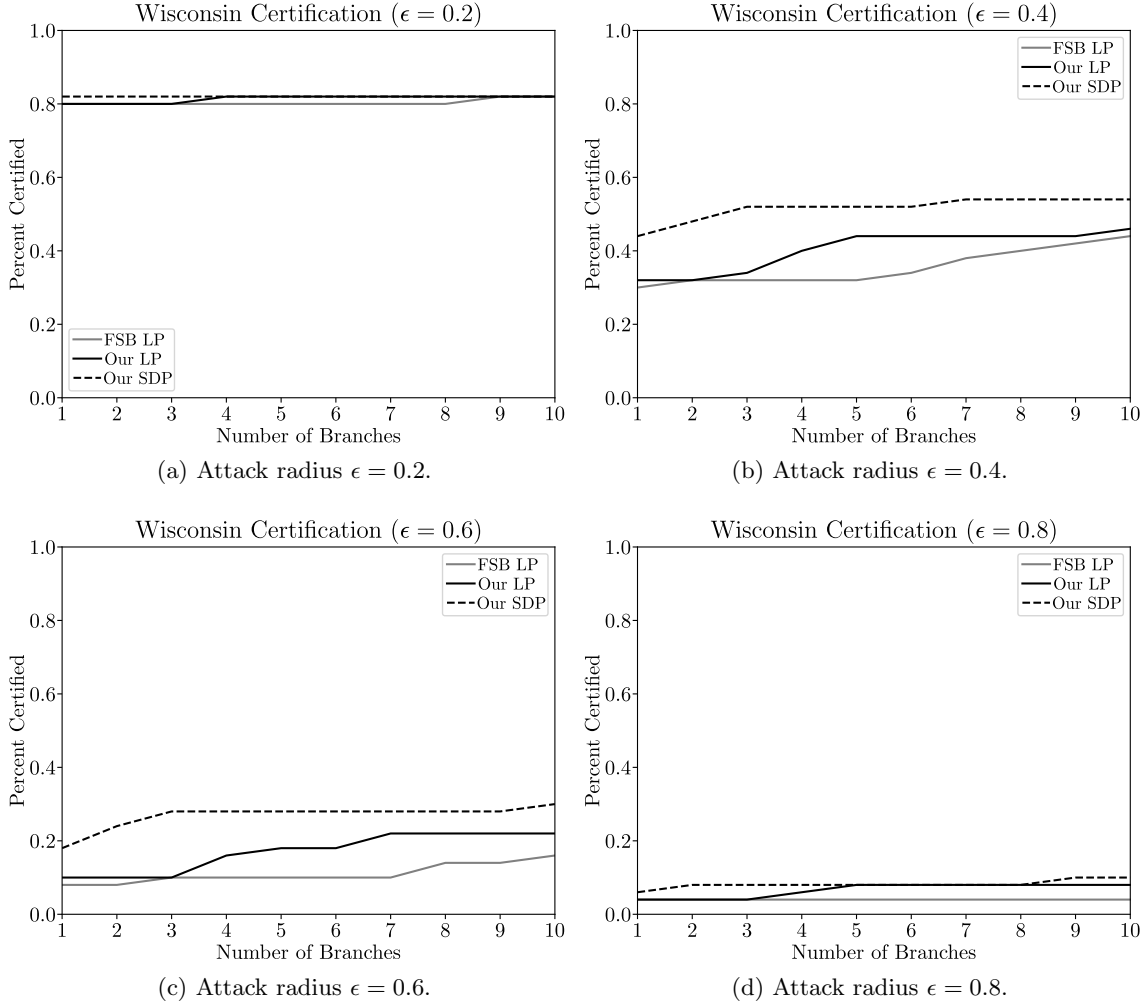 Wisconsin Certification (ϵ = 0.2)
1.0
0.8
0.6
0.4
0.2
0.0
Percent Certified
FSB LP
Our LP
Our SDP
1 2 3 4 5 6 7 8 9 10
Number of Branches
(a) Attack radius ϵ = 0.2.
Wisconsin Certification (ϵ = 0.4)
1.0
0.8
0.6
0.4
0.2
0.0
Percent Certified
FSB LP
Our LP
Our SDP
1 2 3 4 5 6 7 8 9 10
Number of Branches
(b) Attack radius ϵ = 0.4.
Wisconsin Certification (ϵ = 0.6)
1.0
0.8
0.6
0.4
0.2
0.0
Percent Certified
FSB LP
Our LP
Our SDP
1 2 3 4 5 6 7 8 9 10
Number of Branches
(c) Attack radius ϵ = 0.6.
Wisconsin Certification (ϵ = 0.8)
1.0
0.8
0.6
0.4
0.2
0.0
Percent Certified
FSB LP
Our LP
Our SDP
1 2 3 4 5 6 7 8 9 10
Number of Branches
(d) Attack radius ϵ = 0.8.